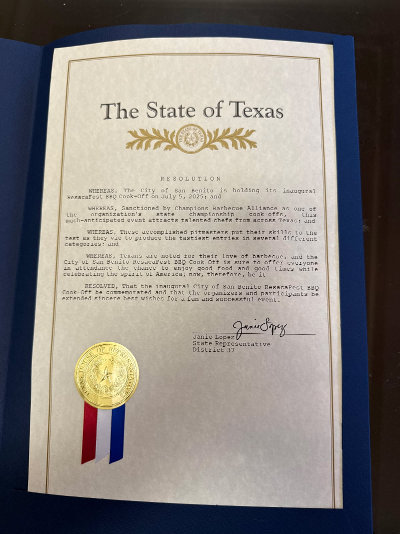 The State of Texas
RESOLUTION
WHEREAS, The City of San Benito is holding its inaugural
ResacaFest BBQ Cook-Off on July 5, 2025; and
WHEREAS, Sanctioned by Champions Barbecue Alliance as one of
the organization's state championship cook-offs, this
much-anticipated event attracts talented chefs from across Texas; and
WHEREAS, These accomplished pitmasters put their skills to the
test as they vie to produce the tastiest entries in several different
categories; and
WHEREAS, Texans are noted for their love of barbecue, and the
City of San Benito ResacaFest BBQ Cook-Off is sure to offer everyone
in attendance the chance to enjoy good food and good times while
celebrating the spirit of America; now, therefore, be it
RESOLVED, That the inaugural City of San Benito ResacaFest BBQ
Cook-Off be commemorated and that the organizers and participants be
extended sincere best wishes for a fun and successful event.
Janie Lopez
Janie Lopez
State Representative
District 37